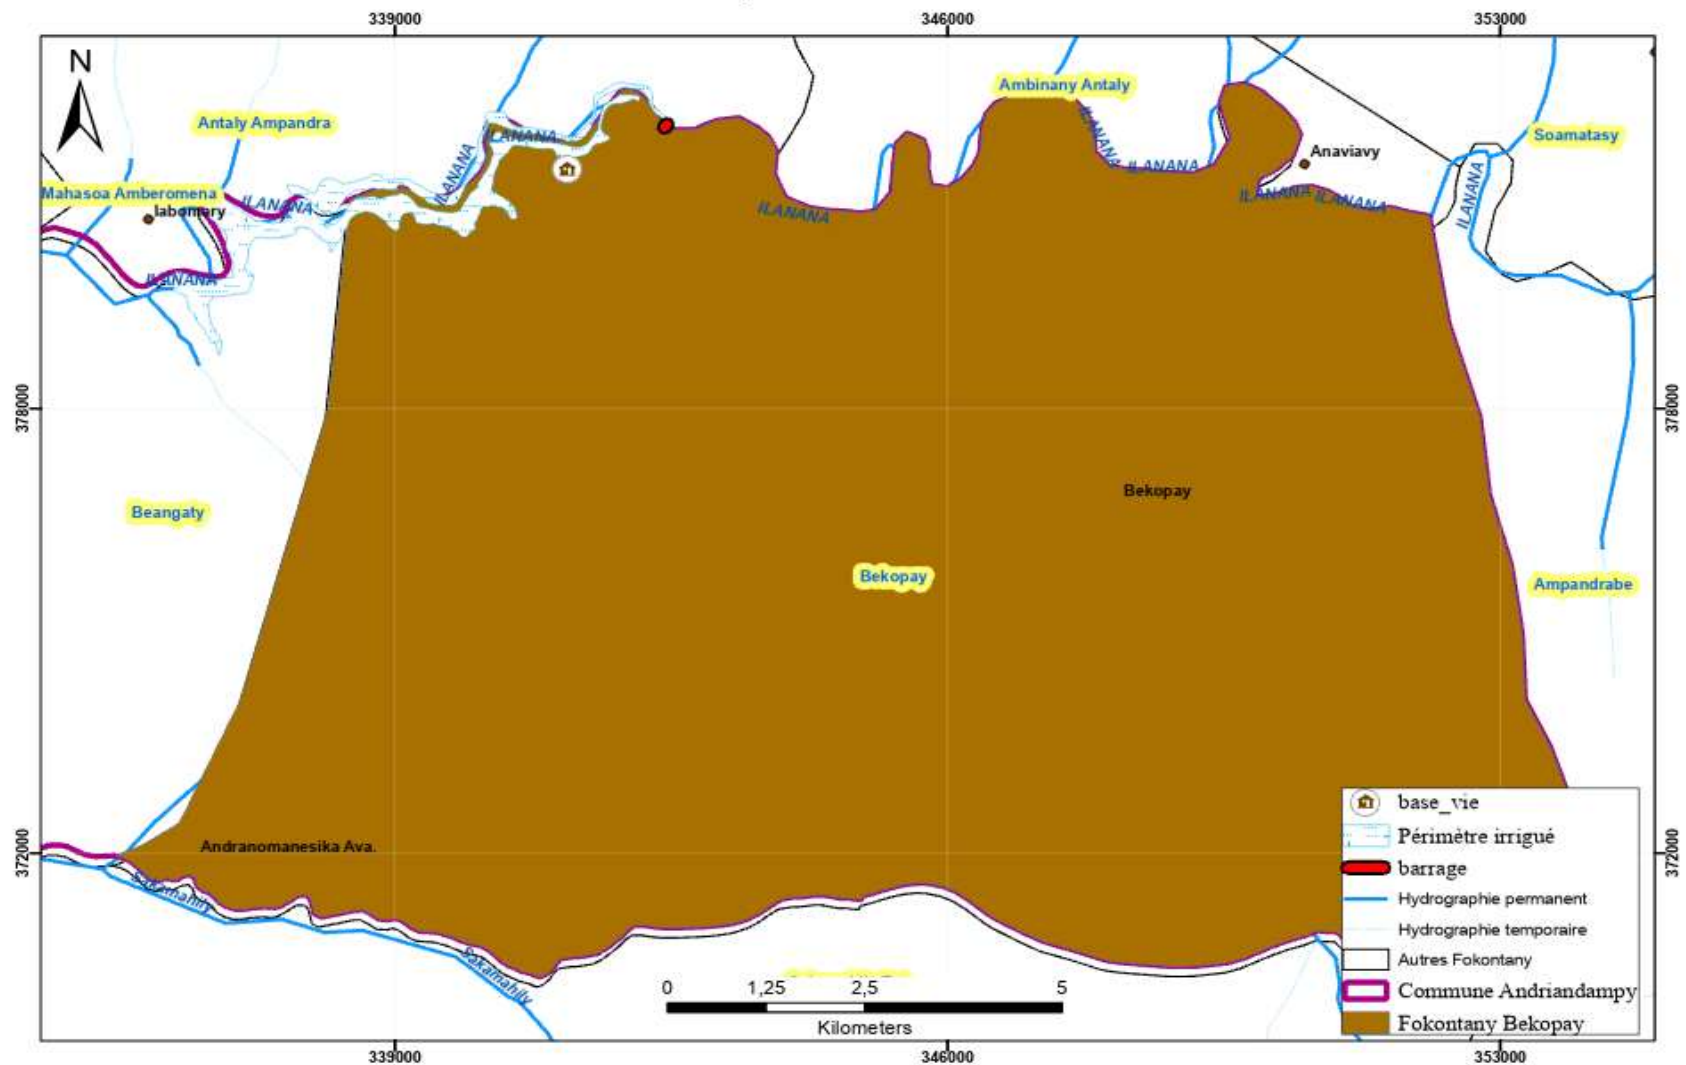 339000
346000
353000
N
Ambinany Antaly
Antaly Ampandra
Soamatasy
ILANANA
ILANANA
ILANANA
ILANANA
Anaviavy
ILANANA
Mahasoa Amberomena
ILANANA
Iabomary
ILANANA
ILANANA
ILANANA
ILANANA
ILANANA
378000
378000
Bekopay
Beangaty
Bekopay
Ampandrabe
base_vie
Périmètre irrigué
Andranomanesika Ava.
372000
372000
barrage
Sakamahily
Hydrographie permanent
Hydrographie temporaire
Autres Fokontany
Sakamahily
0 1,25 2,5 5
Commune Andriandampy
Kilometers
Fokontany Bekopay
339000
346000
353000